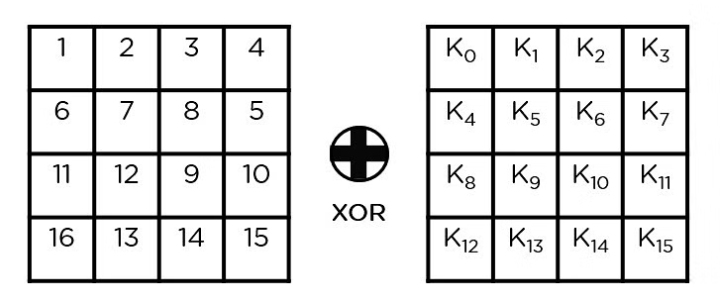 1 2 3 4
6 7 8 5
11 12 9 10
16 13 14 15
XOR
K₀ K₁ K₂ K₃
K₄ K₅ K₆ K₇
K₈ K₉ K₁₀ K₁₁
K₁₂ K₁₃ K₁₄ K₁₅